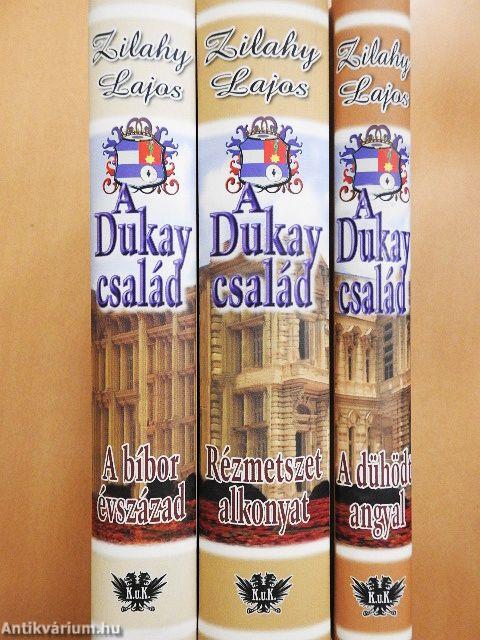 Zilahy
Lajos
A
Dukay
család
A bíbor
évszázad
K.u.K.
Zilahy
Lajos
A
Dukay
család
Rézmetszet
alkonyat
K.u.K.
Zilahy
Lajos
A
Dukay
család
A dühödt
angyal
K.u.K.
Antikvárium.hu